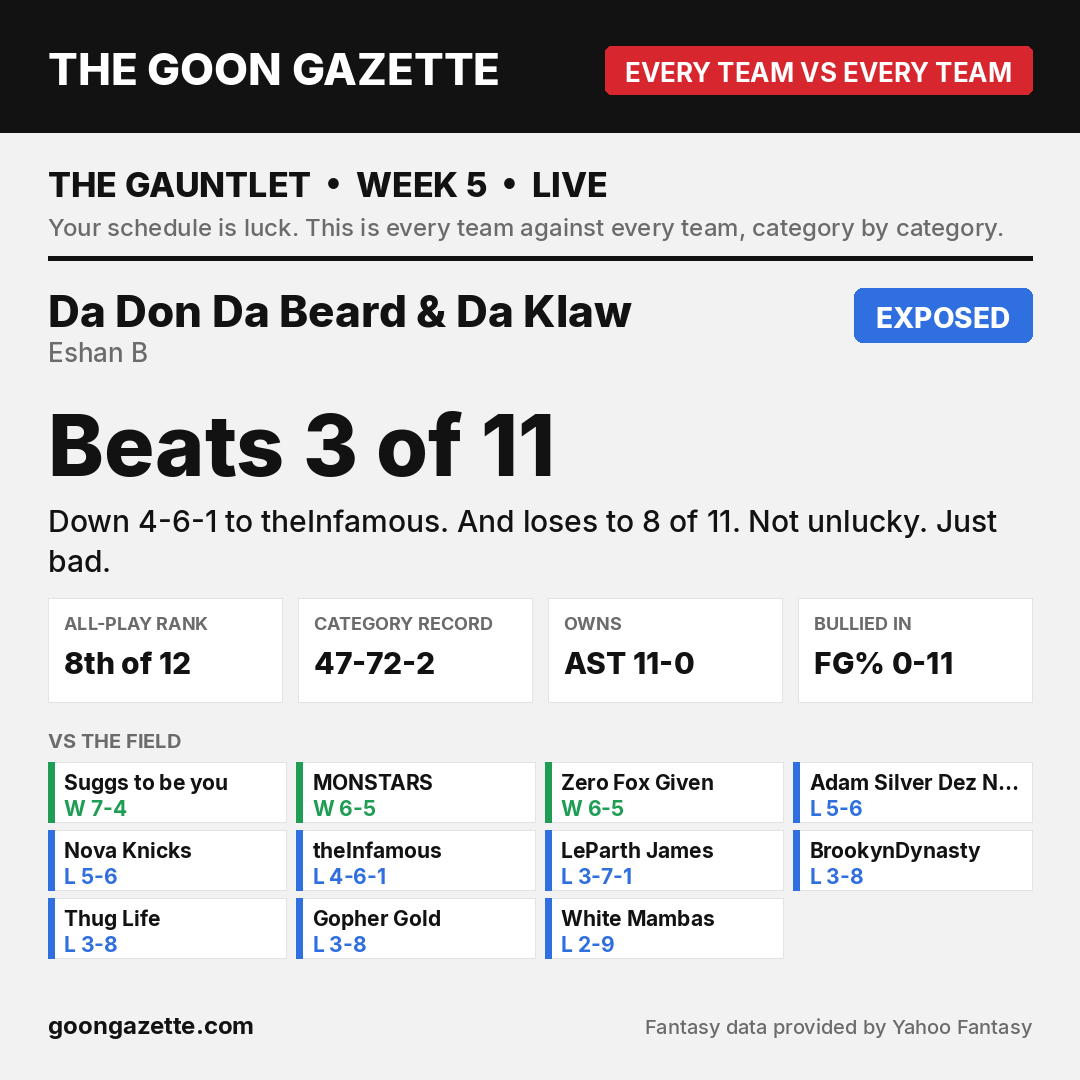 THE GOON GAZETTE
EVERY TEAM VS EVERY TEAM
THE GAUNTLET • WEEK 5 • LIVE
Your schedule is luck. This is every team against every team, category by category.
Da Don Da Beard & Da Klaw
EXPOSED
Eshan B
Beats 3 of 11
Down 4-6-1 to theInfamous. And loses to 8 of 11. Not unlucky. Just
bad.
ALL-PLAY RANK
8th of 12
CATEGORY RECORD
47-72-2
OWNS
AST 11-0
BULLIED IN
FG% 0-11
VS THE FIELD
Suggs to be you
W 7-4
MONSTARS
W 6-5
Zero Fox Given
W 6-5
Adam Silver Dez N...
L 5-6
Nova Knicks
L 5-6
theInfamous
L 4-6-1
LeParth James
L 3-7-1
BrookynDynasty
L 3-8
Thug Life
L 3-8
Gopher Gold
L 3-8
White Mambas
L 2-9
goongazette.com
Fantasy data provided by Yahoo Fantasy